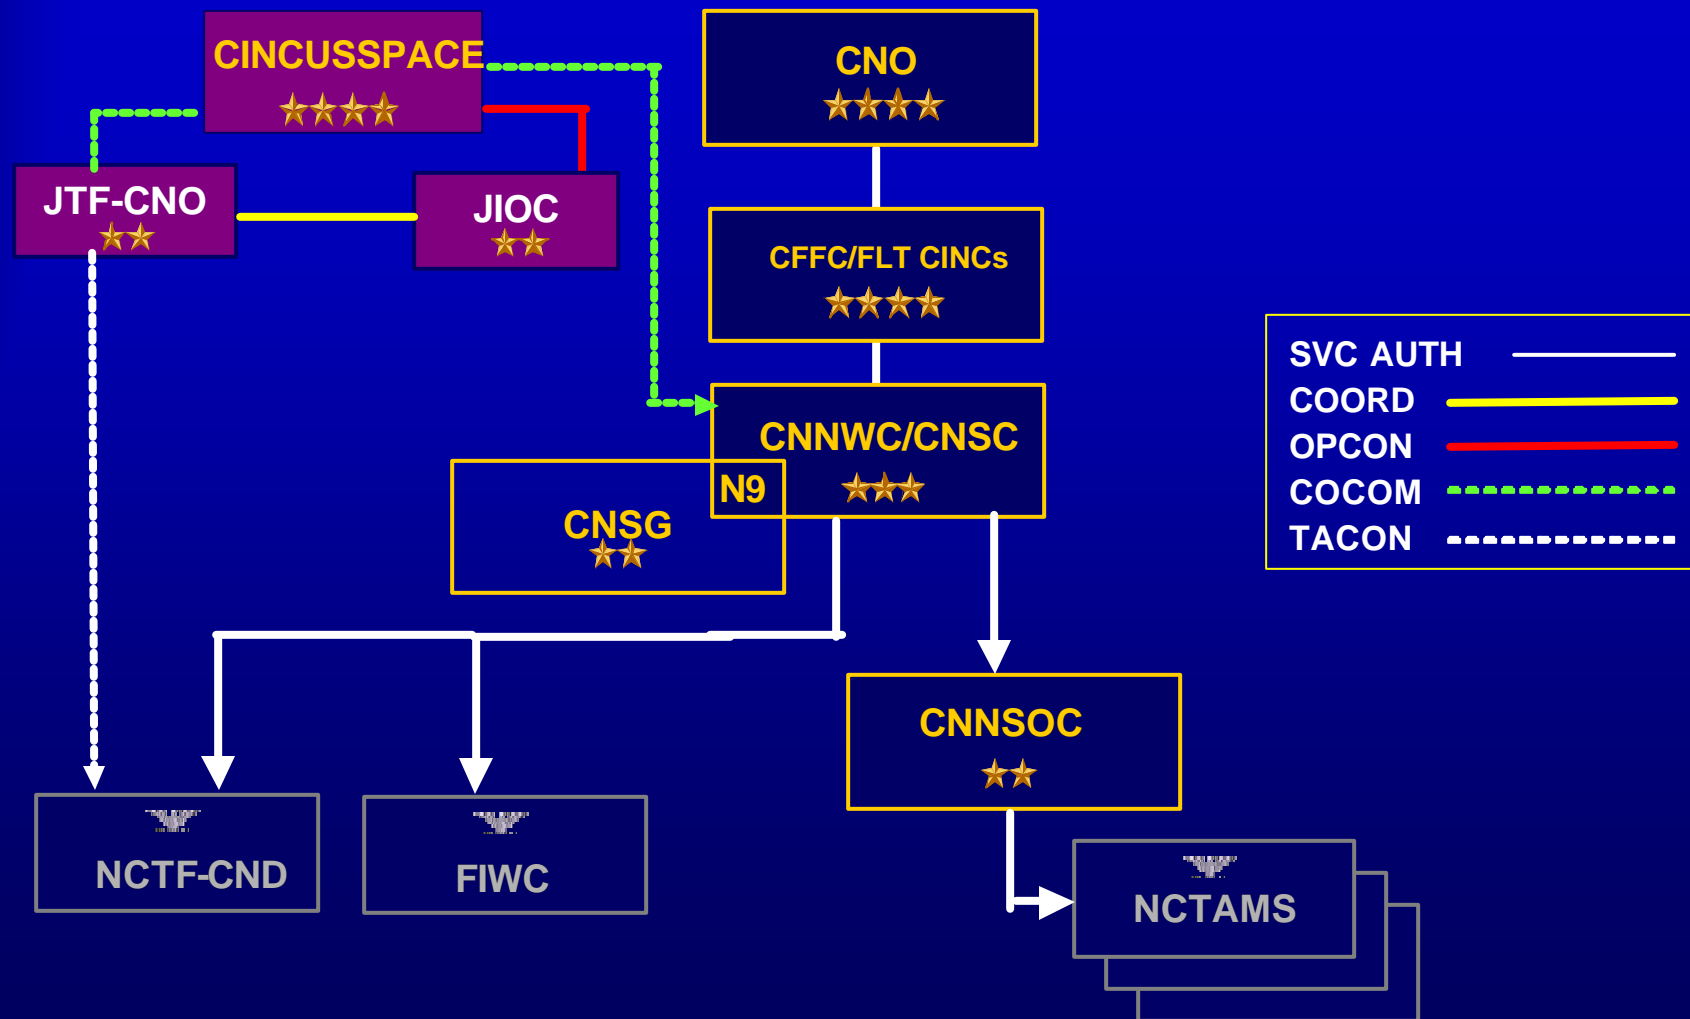 CINCUSSPACE
CNO
JTF-CNO
JIOC
CFFC/FLT CINCs
SVC AUTH
COORD
OPCON
COCOM
TACON
CNNWC/CNSC
N9
CNSG
CNNSOC
NCTF-CND
FIWC
NCTAMS